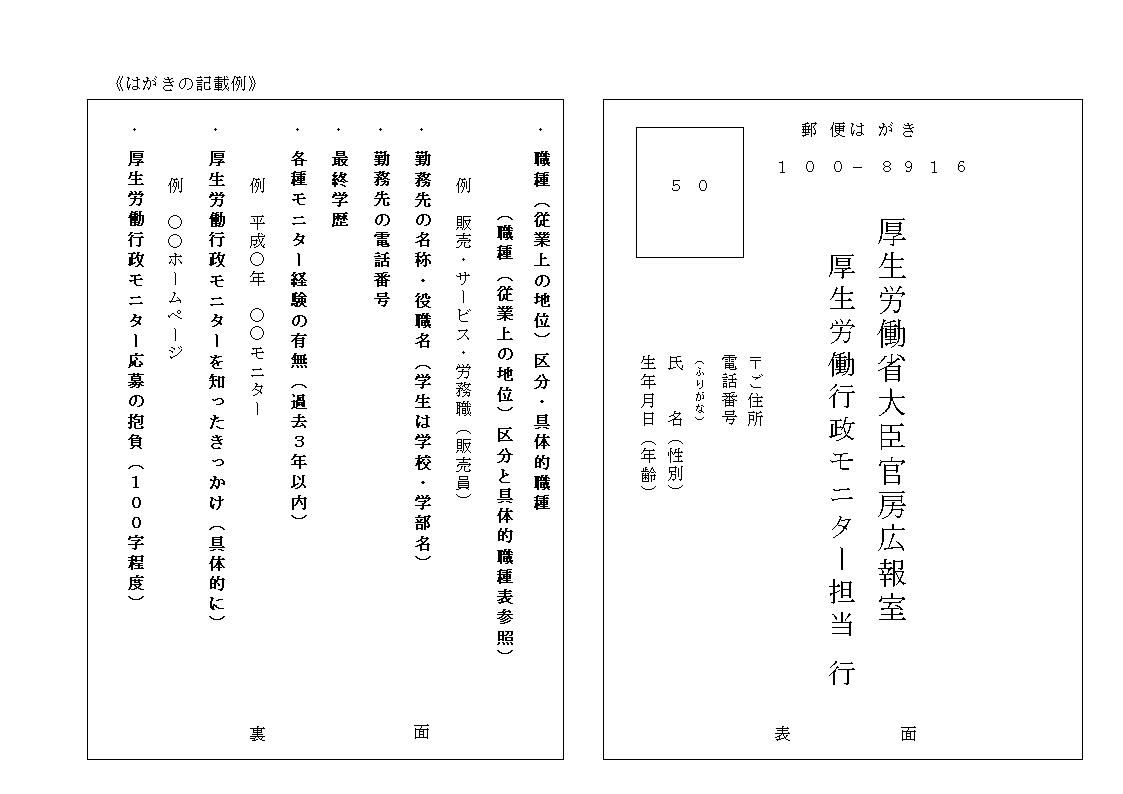 《はがきの記載例》
郵便はがき
１００－８９１６
５０
厚生労働省大臣官房広報室
厚生労働行政モニター担当 行
〒ご住所
電話番号
（ふりがな）
氏　名（性別）
生年月日（年齢）
表　面
・職種（従業上の地位）区分・具体的職種
（職種（従業上の地位）区分と具体的職種表参照）
例　販売・サービス・労務職（販売員）
・勤務先の名称・役職名（学生は学校・学部名）
・勤務先の電話番号
・最終学歴
・各種モニター経験の有無（過去３年以内）
例　平成○年　○○モニター
・厚生労働行政モニターを知ったきっかけ（具体的に）
例　○○ホームページ
・厚生労働行政モニター応募の抱負（１００字程度）
裏　面